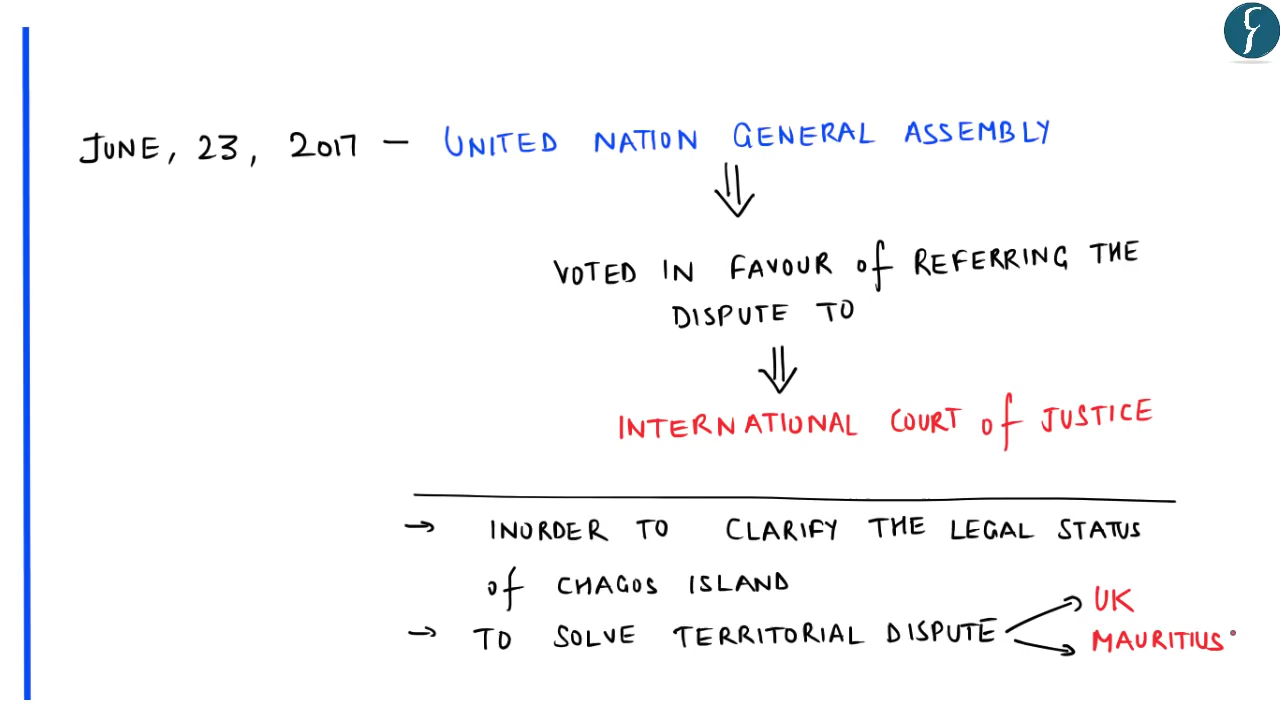 JUNE, 23, 2017 - UNITED NATION GENERAL ASSEMBLY
VOTED IN FAVOUR of REFERRING THE
DISPUTE TO
INTERNATIONAL COURT of JUSTICE
→ INORDER TO CLARIFY THE LEGAL STATUS
of CHAGOS ISLAND
→ TO SOLVE TERRITORIAL DISPUTE
UK
MAURITIUS